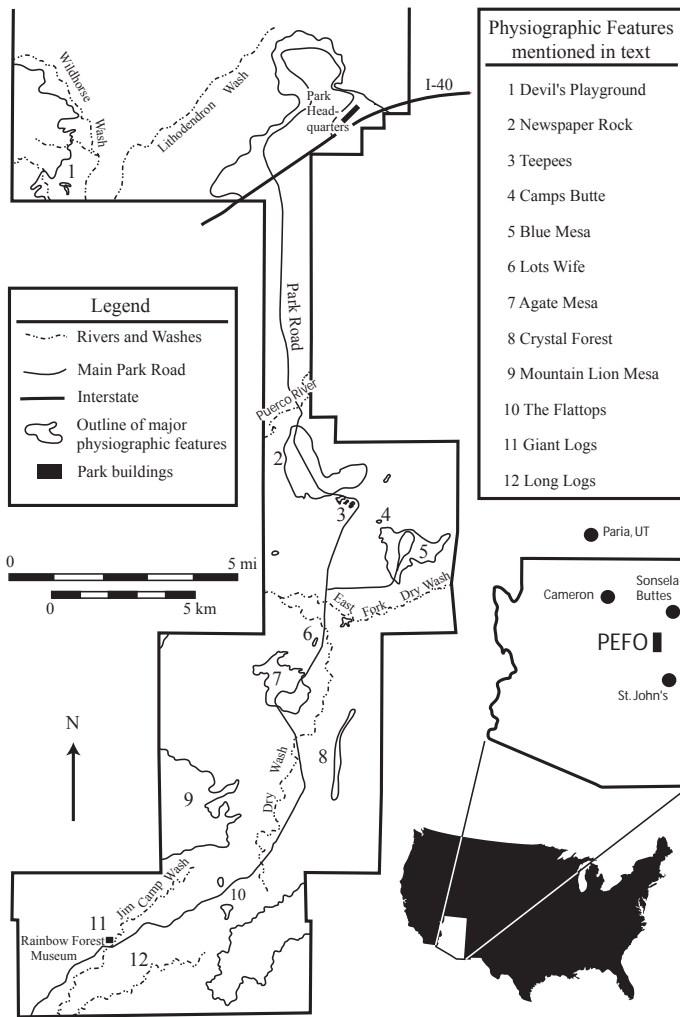 Physiographic Features
mentioned in text
1 Devil's Playground
2 Newspaper Rock
3 Teepees
4 Camps Butte
5 Blue Mesa
6 Lots Wife
7 Agate Mesa
8 Crystal Forest
9 Mountain Lion Mesa
10 The Flattops
11 Giant Logs
12 Long Logs
Wildhorse
Wash
Lithodendron Wash
Park
Head-
quarters
I-40
1
Park Road
Legend
Rivers and Washes
Main Park Road
Interstate
Outline of major
physiographic features
Park buildings
Puerco River
2
3
4
5
0 5 mi
0 5 km
East Fork Dry Wash
6
7
8
N
Dry Wash
9
10
Jim Camp Wash
11
Rainbow Forest
Museum
12
Paria, UT
Cameron
Sonsela
Buttes
PEFO
St. John's